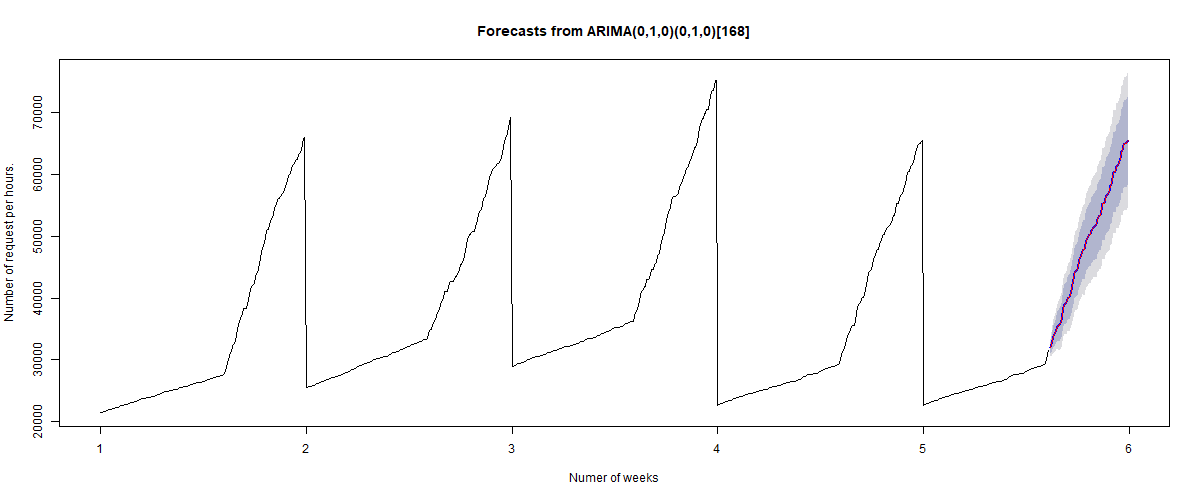 Forecasts from ARIMA(0,1,0)(0,1,0)[168]
Number of request per hours.
70000
60000
50000
40000
30000
20000
1 2 3 4 5 6
Numer of weeks